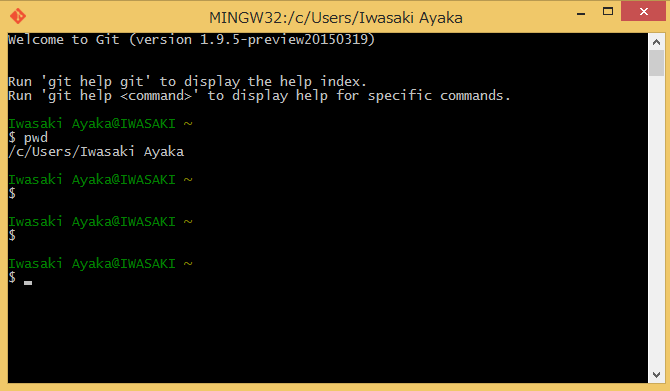 MINGW32:/c/Users/Iwasaki Ayaka
Welcome to Git (version 1.9.5-preview20150319)
Run 'git help git' to display the help index.
Run 'git help <command>' to display help for specific commands.
Iwasaki Ayaka@IWASAKI ~
$ pwd
/c/Users/Iwasaki Ayaka
Iwasaki Ayaka@IWASAKI ~
$
Iwasaki Ayaka@IWASAKI ~
$
Iwasaki Ayaka@IWASAKI ~
$